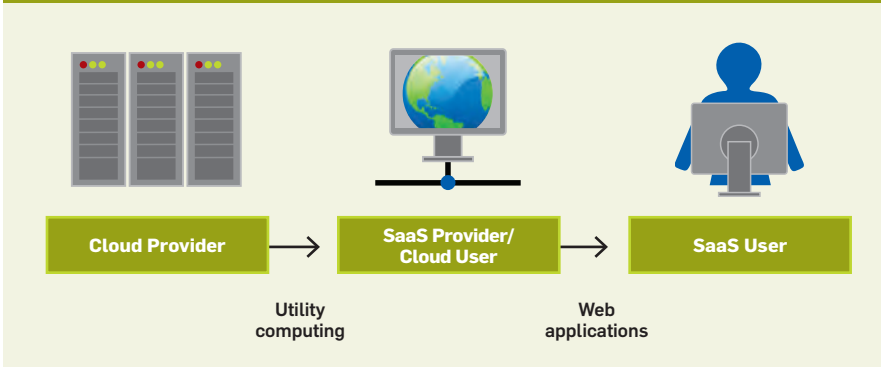 Cloud Provider
SaaS Provider/
Cloud User
SaaS User
Utility
computing
Web
applications